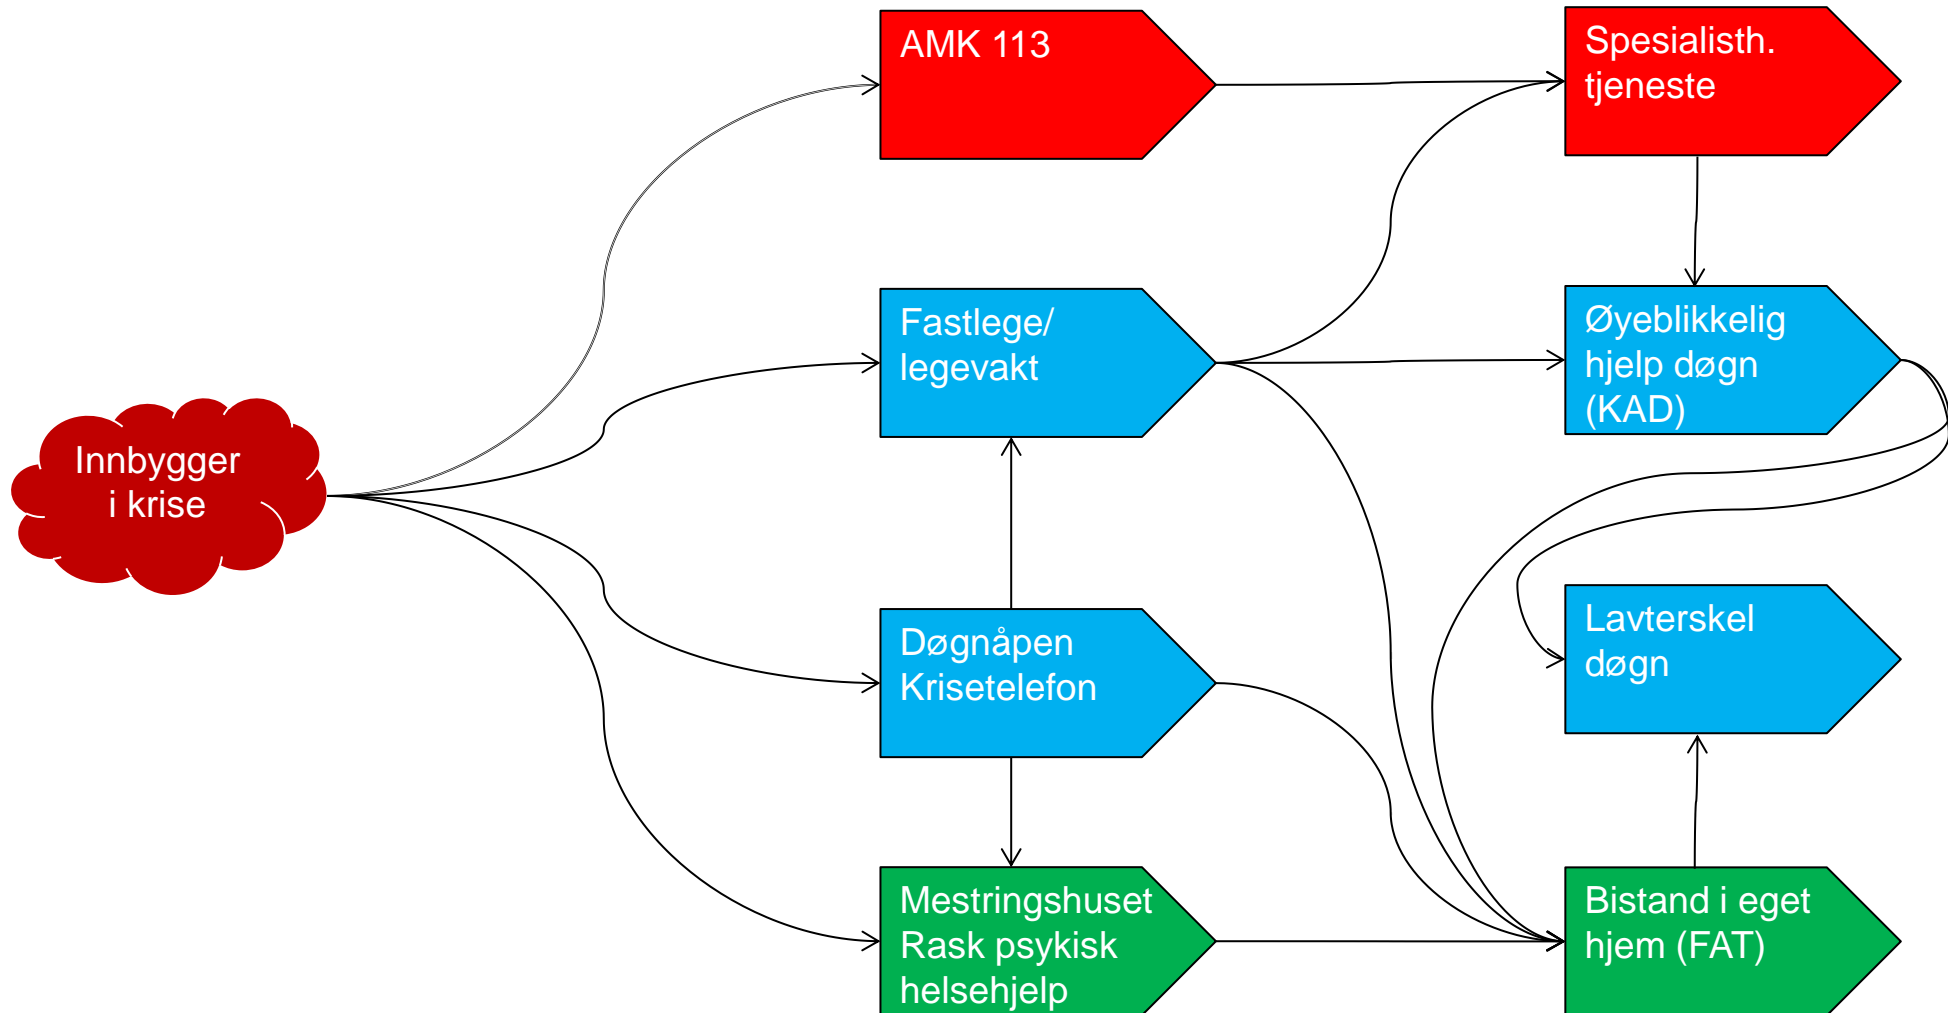 Innbygger
i krise
AMK 113
Fastlege/
legevakt
Døgnåpen
Krisetelefon
Mestringshuset
Rask psykisk
helsehjelp
Spesialisth.
tjeneste
Øyeblikkelig
hjelp døgn
(KAD)
Lavterskel
døgn
Bistand i eget
hjem (FAT)